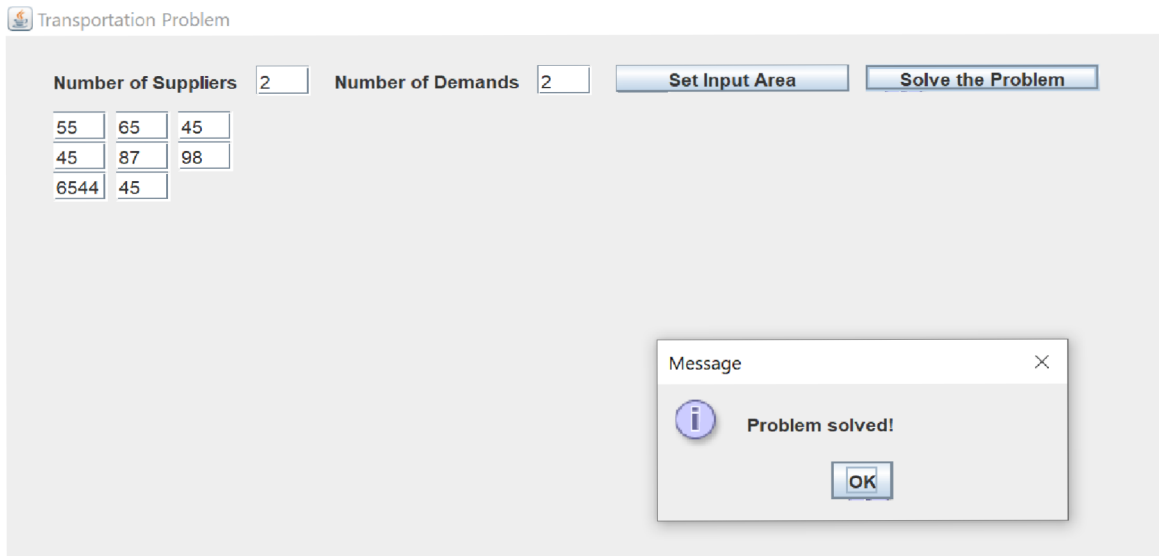 Transportation Problem
Number of Suppliers 2 Number of Demands 2 Set Input Area Solve the Problem
55 65 45
45 87 98
6544 45
Message
Problem solved!
OK